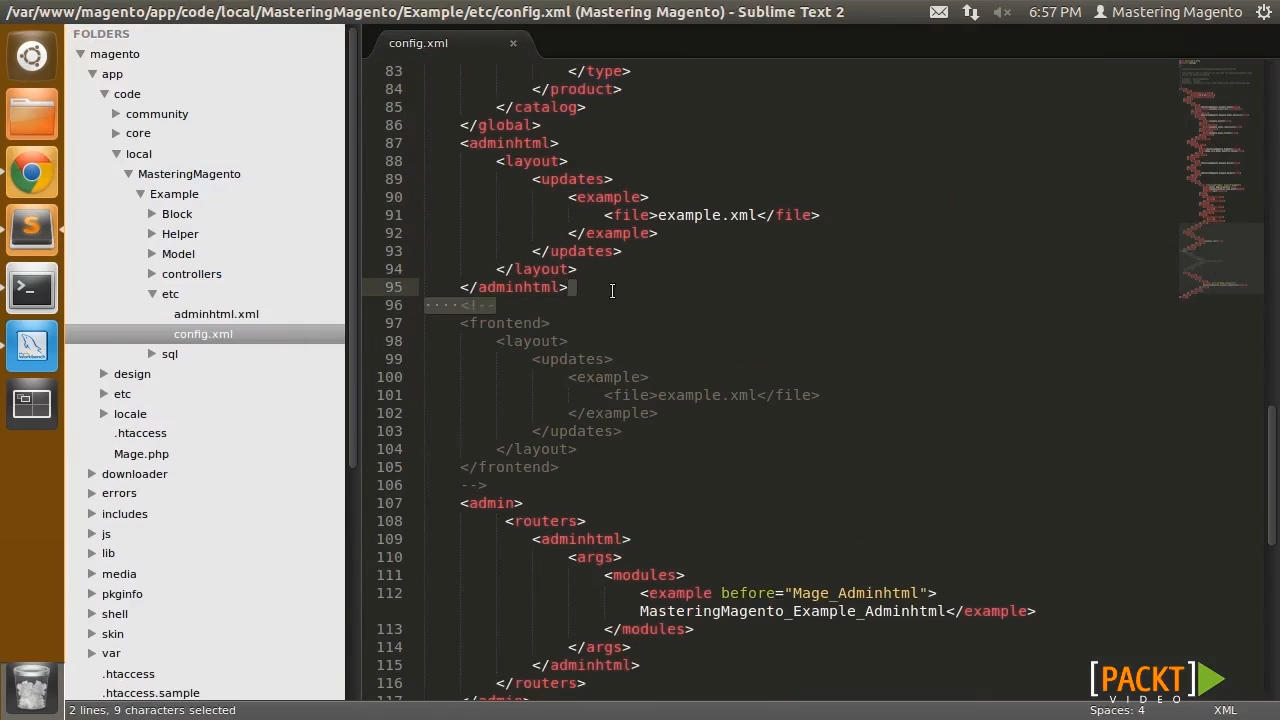 /var/www/magento/app/code/local/MasteringMagento/Example/etc/config.xml (Mastering Magento) - Sublime Text 2
6:57 PM
Mastering Magento
FOLDERS
magento
app
code
community
core
local
MasteringMagento
Example
Block
Helper
Model
controllers
etc
adminhtml.xml
config.xml
sql
design
etc
locale
.htaccess
Mage.php
downloader
errors
includes
js
lib
media
pkginfo
shell
skin
var
.htaccess
.htaccess.sample
config.xml
83 </type>
84 </product>
85 </catalog>
86 </global>
87 <adminhtml>
88 <layout>
89 <updates>
90 <example>
91 <file>example.xml</file>
92 </example>
93 </updates>
94 </layout>
95 </adminhtml>
96 ····<!--
97 <frontend>
98 <layout>
99 <updates>
100 <example>
101 <file>example.xml</file>
102 </example>
103 </updates>
104 </layout>
105 </frontend>
106 -->
107 <admin>
108 <routers>
109 <adminhtml>
110 <args>
111 <modules>
112 <example before="Mage_Adminhtml">
MasteringMagento_Example_Adminhtml</example>
113 </modules>
114 </args>
115 </adminhtml>
116 </routers>
117 </admin>
[PACKT]
VIDEO
2 lines, 9 characters selected
Spaces: 4
XML
Workbench